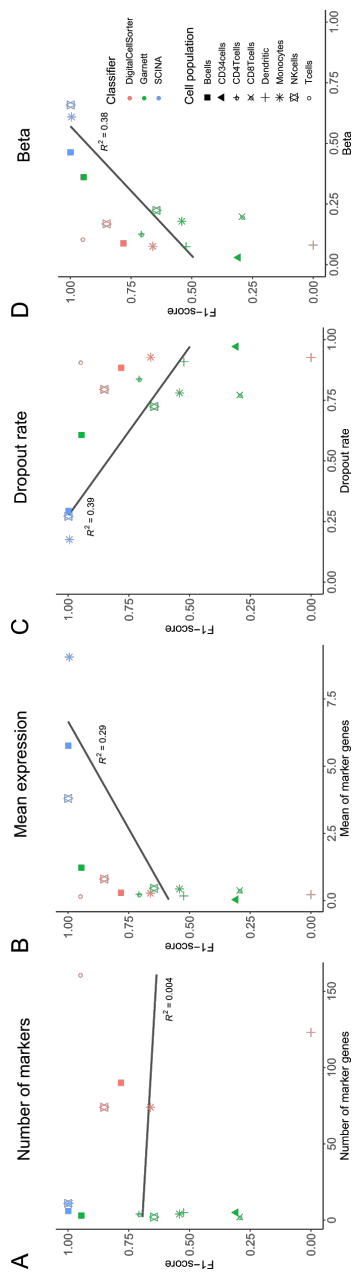 A
Number of markers
F1−score
1.00
0.75
0.50
0.25
0.00
R² = 0.004
0
50
100
150
Number of marker genes
B
Mean expression
F1−score
1.00
0.75
0.50
0.25
0.00
R² = 0.29
0.0
2.5
5.0
7.5
Mean of marker genes
C
Dropout rate
F1−score
1.00
0.75
0.50
0.25
0.00
R² = 0.39
0.00
0.25
0.50
0.75
1.00
Dropout rate
D
Beta
F1−score
1.00
0.75
0.50
0.25
0.00
R² = 0.38
0.00
0.25
0.50
0.75
Beta
Classifier
DigitalCellSorter
Garnett
SCINA
Cell population
Bcells
CD34cells
CD4Tcells
CD8Tcells
Dendritic
Monocytes
NKcells
Tcells